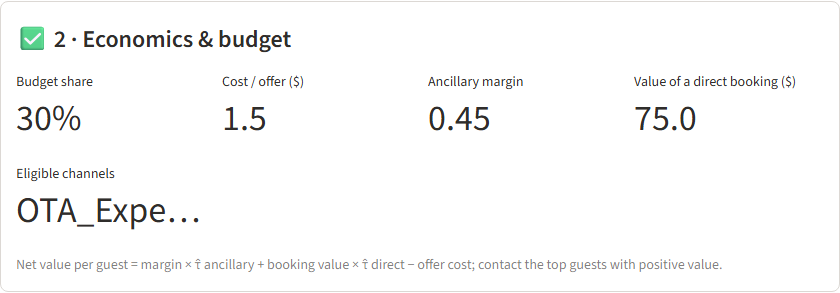 ✅ 2 · Economics & budget
Budget share Cost / offer ($) Ancillary margin Value of a direct booking ($)
30% 1.5 0.45 75.0
Eligible channels
OTA_Expe…
Net value per guest = margin × τ̂ ancillary + booking value × τ̂ direct − offer cost; contact the top guests with positive value.